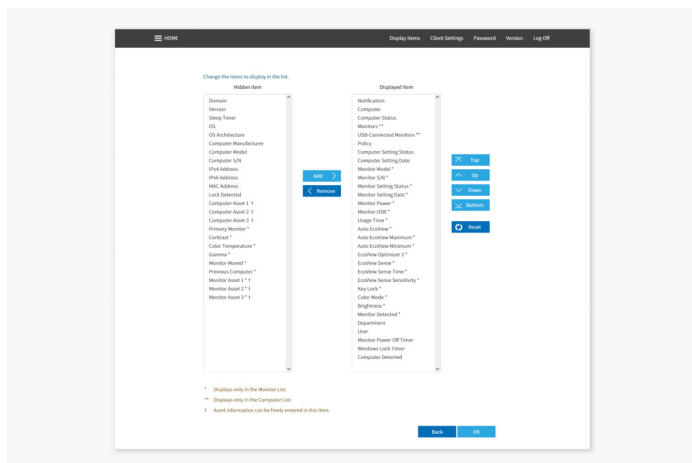 HOME
Display Items Client Settings Password Version Log Off
Change the items to display in the list.
Hidden Item
Domain
Version
Sleep Timer
OS
OS Architecture
Computer Manufacturer
Computer Model
Computer S/N
IPv4 Address
IPv6 Address
MAC Address
Lock Detected
Computer Asset 1 †
Computer Asset 2 †
Computer Asset 3 †
Primary Monitor *
Contrast *
Color Temperature *
Gamma *
Monitor Moved *
Previous Computer *
Monitor Asset 1 * †
Monitor Asset 2 * †
Monitor Asset 3 * †
Add
Remove
Displayed Item
Notification
Computer
Computer Status
Monitors **
USB-Connected Monitors **
Policy
Computer Setting Status
Computer Setting Date
Monitor Model *
Monitor S/N *
Monitor Setting Status *
Monitor Setting Date *
Monitor Power *
Monitor USB *
Usage Time *
Auto EcoView *
Auto EcoView Maximum *
Auto EcoView Minimum *
EcoView Optimizer 2 *
EcoView Sense *
EcoView Sense Time *
EcoView Sense Sensitivity *
Key Lock *
Color Mode *
Brightness *
Monitor Detected *
Department
User
Monitor Power Off Timer
Windows Lock Timer
Computer Detected
Top
Up
Down
Bottom
Reset
* Displays only in the Monitor List.
** Displays only in the Computer List.
† Asset information can be freely entered in this item.
Back OK